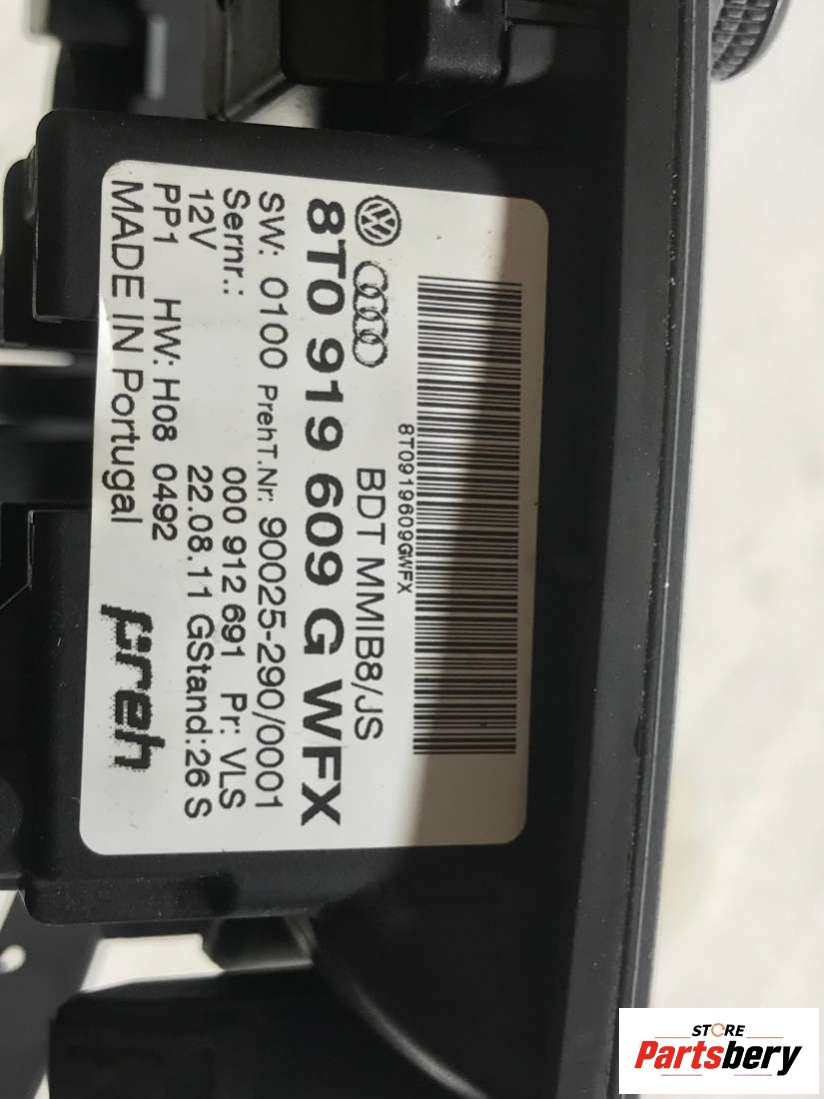 8T0919609GWFX
BDT MMIB8/JS
8T0 919 609 G WFX
SW: 0100 PrehT.Nr: 90025-290/0001
Sernr.: 000 912 691 Pr: VLS
12V 22.08.11 GStand:26 S
PP1 HW: H08 0492
MADE IN Portugal preh
STORE
Partsbery